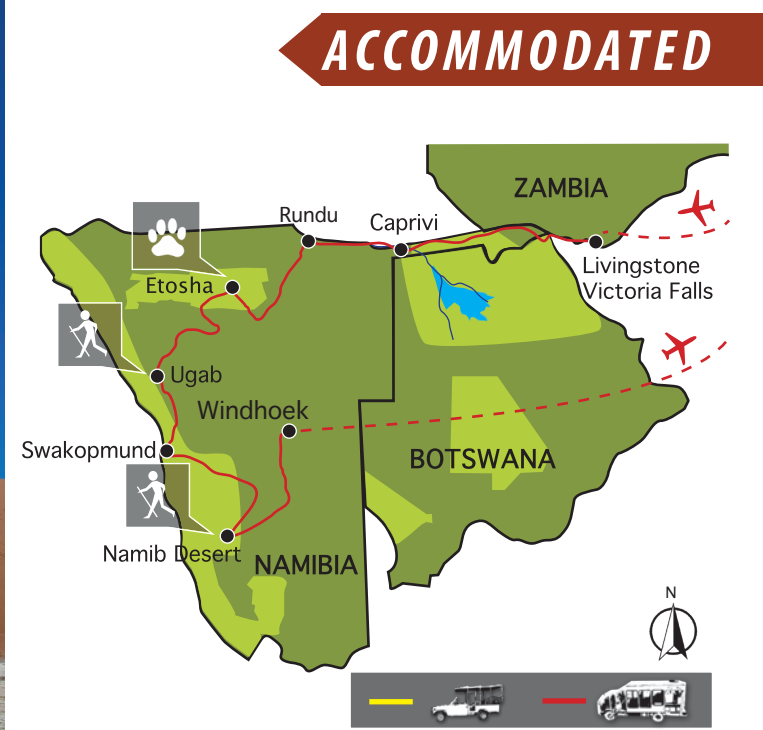 ACCOMMODATED
ZAMBIA
Rundu
Caprivi
Livingstone
Victoria Falls
Etosha
Ugab
Windhoek
Swakopmund
BOTSWANA
Namib Desert
NAMIBIA
N